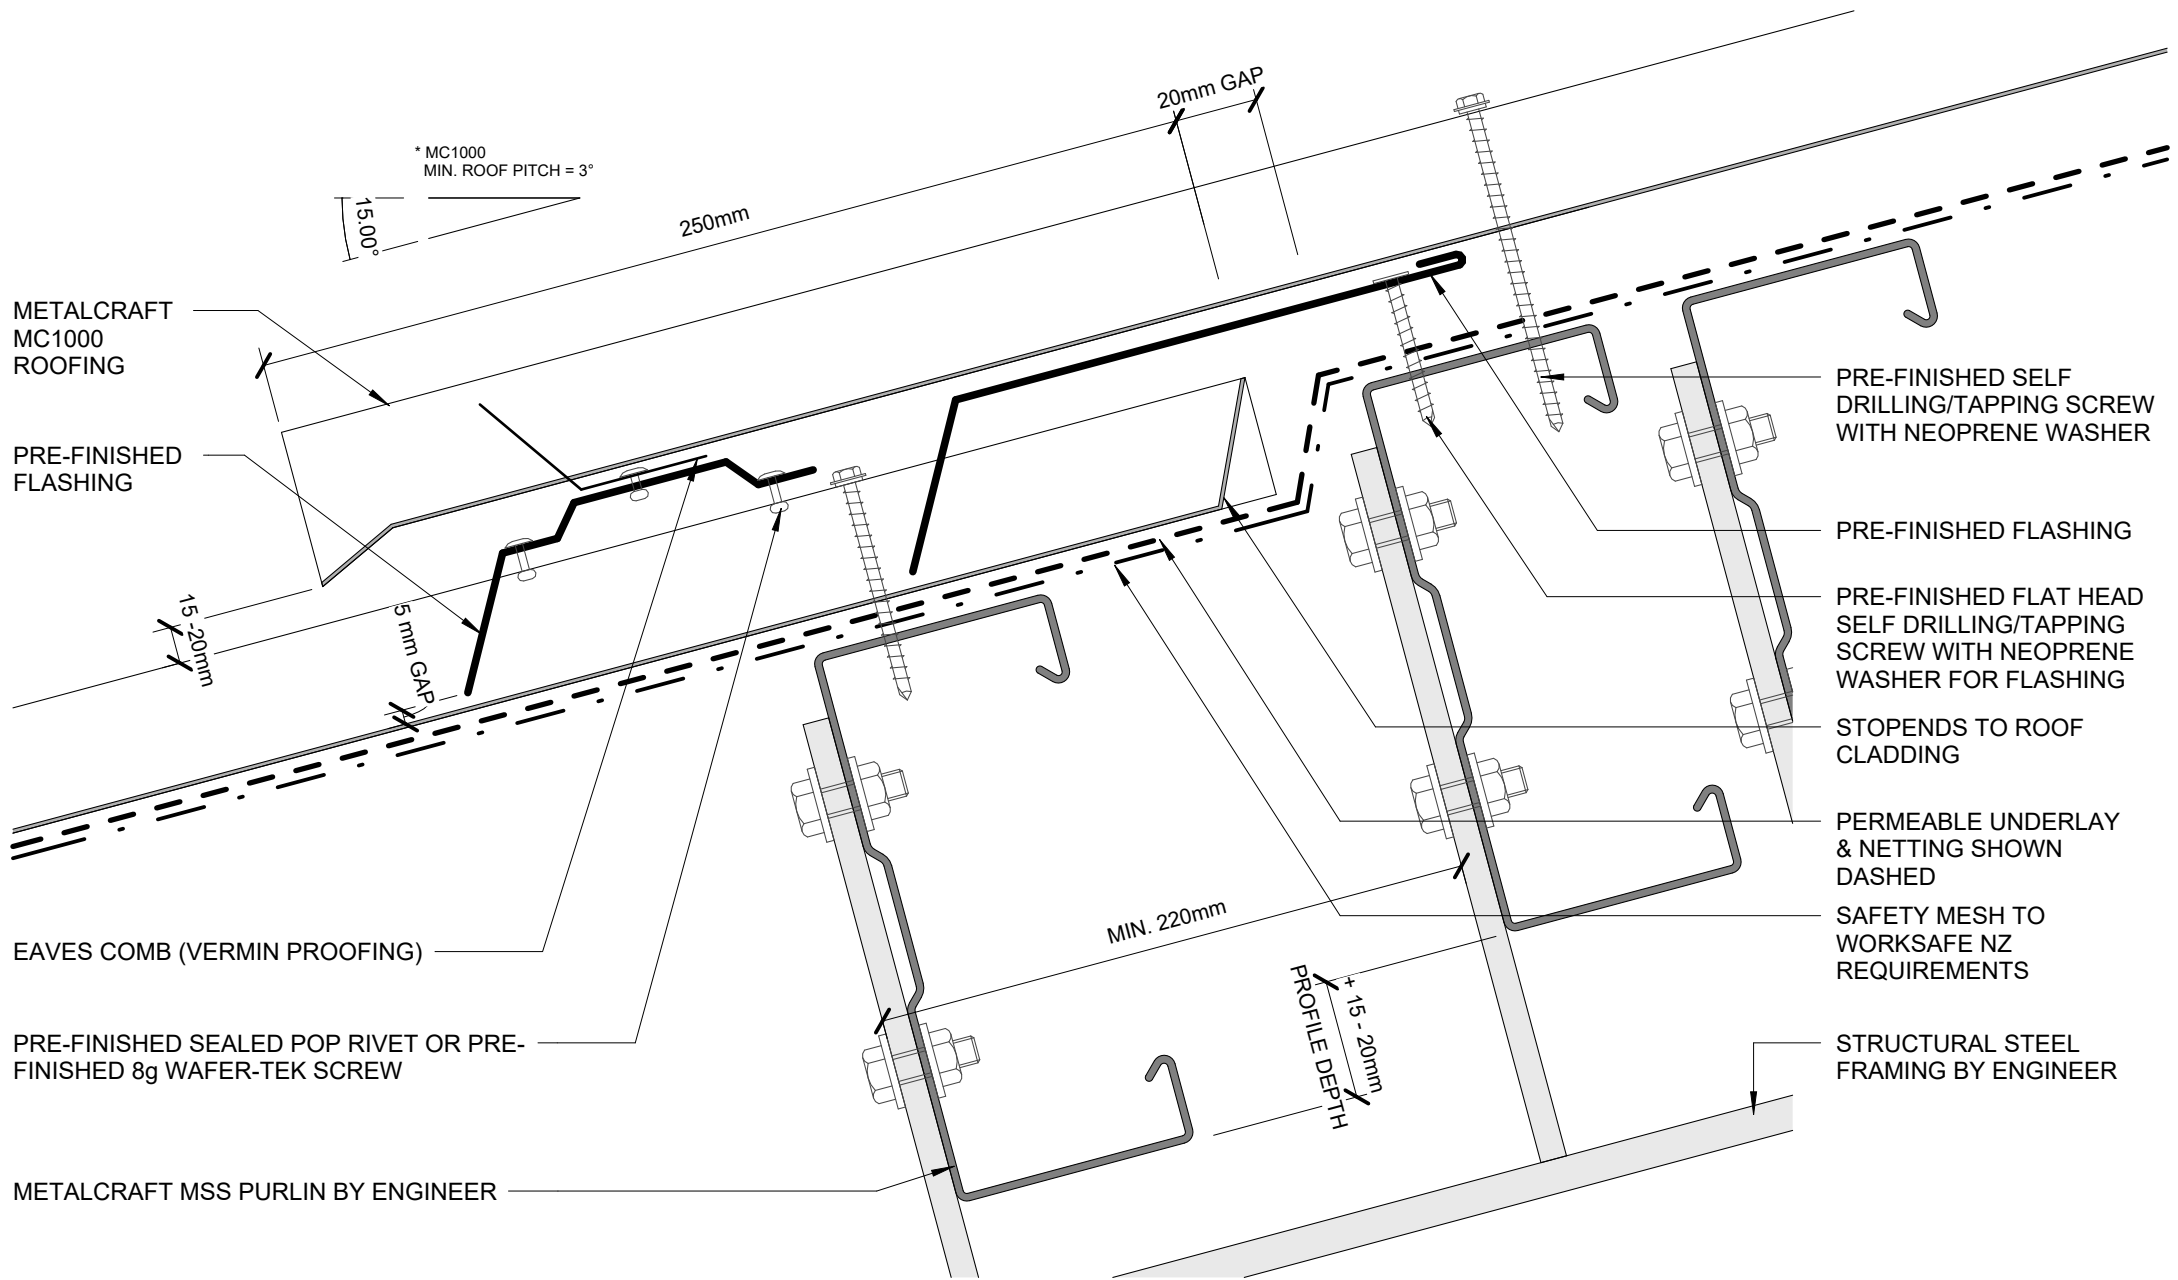 20mm GAP
* MC1000
MIN. ROOF PITCH = 3°
15.00°
250mm
METALCRAFT
MC1000
ROOFING
PRE-FINISHED
FLASHING
15 -20mm
5 mm GAP
EAVES COMB (VERMIN PROOFING)
PRE-FINISHED SEALED POP RIVET OR PRE-
FINISHED 8g WAFER-TEK SCREW
METALCRAFT MSS PURLIN BY ENGINEER
MIN. 220mm
PROFILE DEPTH
+ 15 - 20mm
PRE-FINISHED SELF
DRILLING/TAPPING SCREW
WITH NEOPRENE WASHER
PRE-FINISHED FLASHING
PRE-FINISHED FLAT HEAD
SELF DRILLING/TAPPING
SCREW WITH NEOPRENE
WASHER FOR FLASHING
STOPENDS TO ROOF
CLADDING
PERMEABLE UNDERLAY
& NETTING SHOWN
DASHED
SAFETY MESH TO
WORKSAFE NZ
REQUIREMENTS
STRUCTURAL STEEL
FRAMING BY ENGINEER